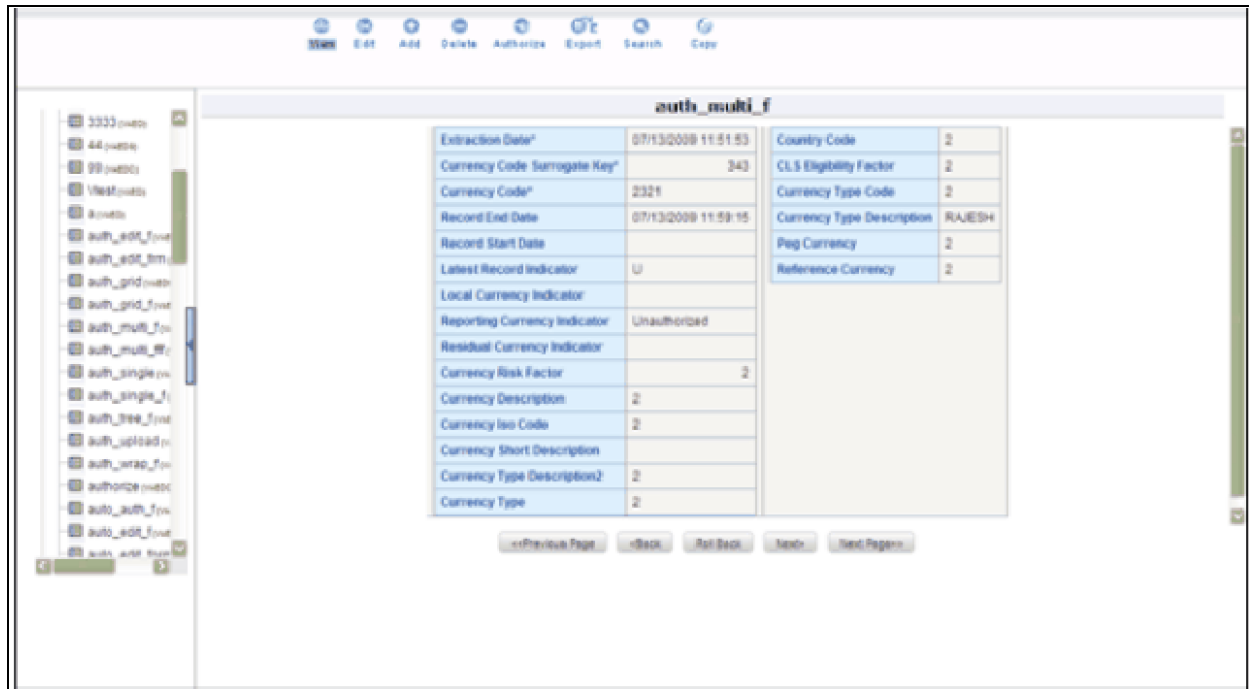 View Edit Add Delete Authorize Export Search Copy
auth_multi_f
3333
44
99
a
auth_edit_f
auth_edit_frm
auth_grid
auth_grid_f
auth_multi_f
auth_multi_fff
auth_single
auth_single_f
auth_tree_f
auth_upload
auth_wrap_f
authorize
auto_auth_f
auto_edit_f
Extraction Date* 07/13/2009 11:51:53
Currency Code Surrogate Key* 343
Currency Code* 2321
Record End Date 07/13/2009 11:59:15
Record Start Date
Latest Record Indicator U
Local Currency Indicator
Reporting Currency Indicator Unauthorized
Residual Currency Indicator
Currency Risk Factor 2
Currency Description 2
Currency Iso Code 2
Currency Short Description
Currency Type Description2 2
Currency Type 2
Country Code 2
CLS Eligibility Factor 2
Currency Type Code 2
Currency Type Description RAJESH
Peg Currency 2
Reference Currency 2
<<Previous Page <Back Roll Back Next> Next Page>>